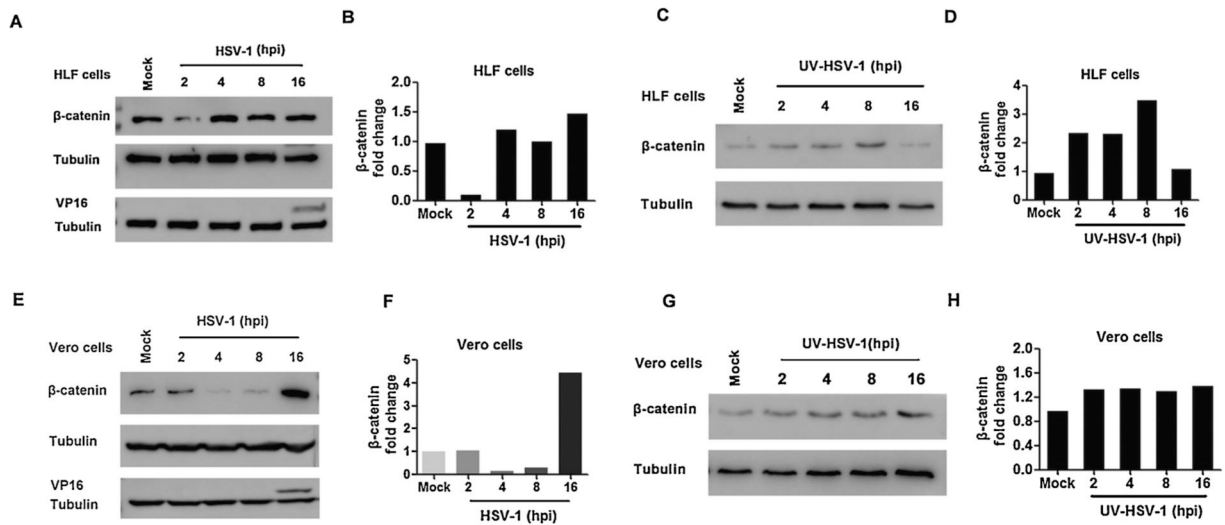 A
HSV-1 (hpi)
Mock
HLF cells
2 4 8 16
β-catenin
Tubulin
VP16
Tubulin
B
HLF cells
β-catenin
fold change
2.0
1.5
1.0
0.5
0.0
Mock 2 4 8 16
HSV-1 (hpi)
C
UV-HSV-1 (hpi)
Mock
HLF cells
2 4 8 16
β-catenin
Tubulin
D
HLF cells
β-catenin
fold change
4
3
2
1
0
Mock 2 4 8 16
UV-HSV-1 (hpi)
E
HSV-1 (hpi)
Mock
Vero cells
2 4 8 16
β-catenin
Tubulin
VP16
Tubulin
F
Vero cells
β-catenin
fold change
5
4
3
2
1
0
Mock 2 4 8 16
HSV-1 (hpi)
G
UV-HSV-1(hpi)
Mock
Vero cells
2 4 8 16
β-catenin
Tubulin
H
Vero cells
β-catenin
fold change
2.0
1.6
1.2
0.8
0.4
0.0
Mock 2 4 8 16
UV-HSV-1 (hpi)